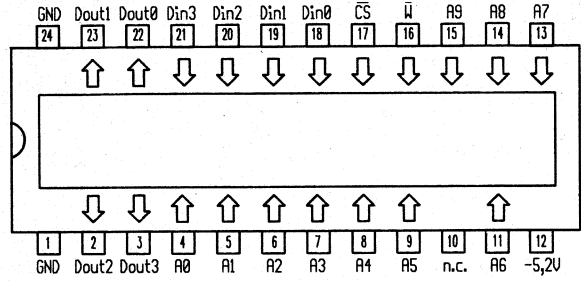 GND Dout1 Dout0 Din3 Din2 Din1 Din0 C̅S̅ W̅ A9 A8 A7
24 23 22 21 20 19 18 17 16 15 14 13
1 2 3 4 5 6 7 8 9 10 11 12
GND Dout2 Dout3 A0 A1 A2 A3 A4 A5 n.c. A6 -5,2V